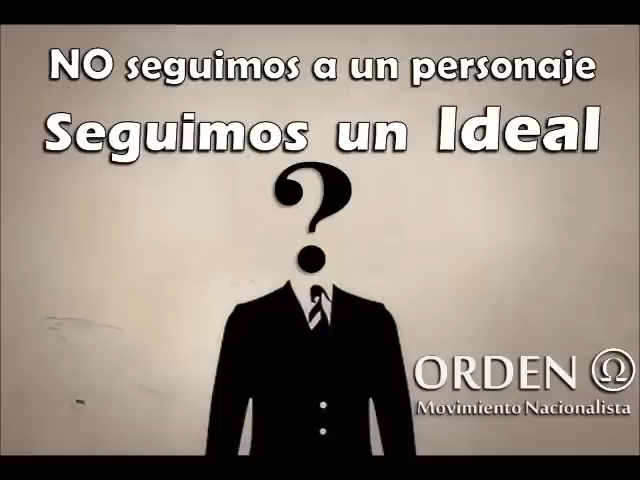 NO seguimos a un personaje
Seguimos un Ideal
?
ORDEN Ω
Movimiento Nacionalista